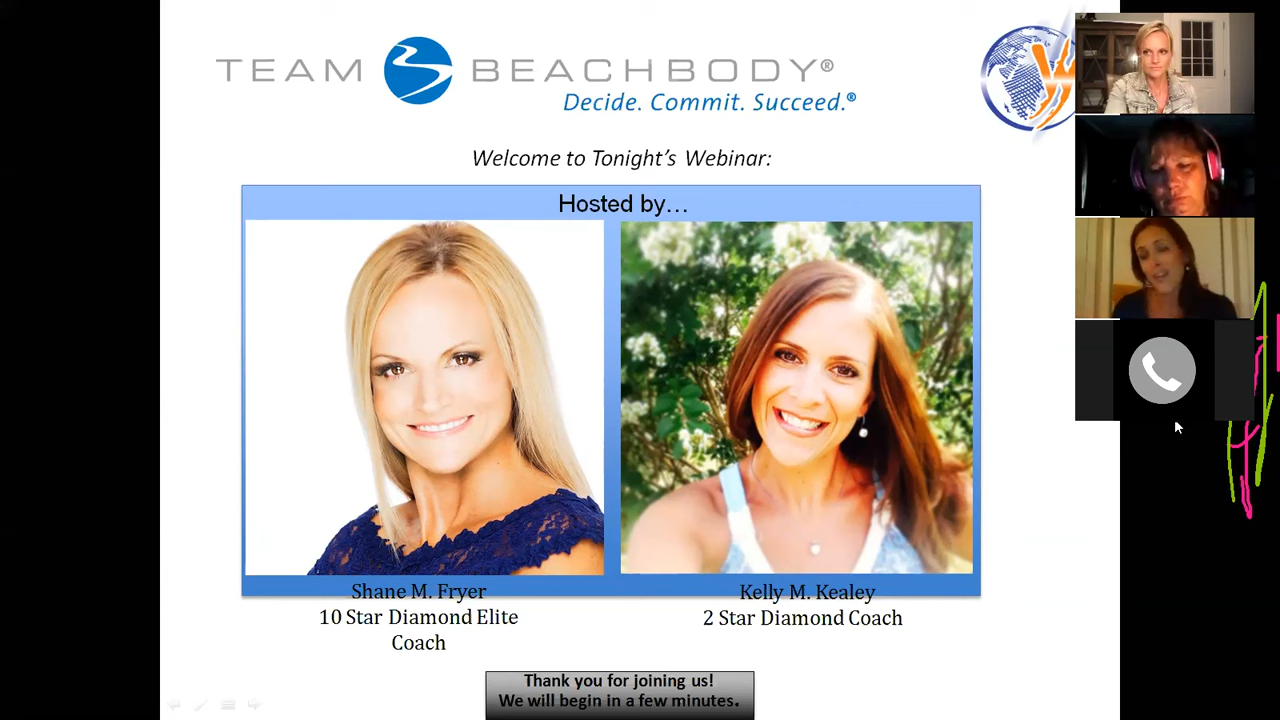 TEAM BEACHBODY®
Decide. Commit. Succeed.®
Welcome to Tonight's Webinar:
Hosted by…
Shane M. Fryer
10 Star Diamond Elite
Coach
Kelly M. Kealey
2 Star Diamond Coach
Thank you for joining us!
We will begin in a few minutes.